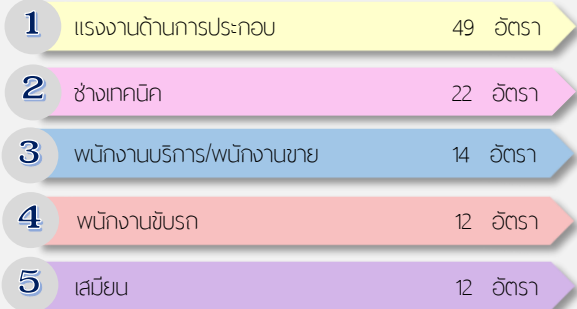 1 แรงงานด้านการประกอบ 49 อัตรา
2 ช่างเทคนิค 22 อัตรา
3 พนักงานบริการ/พนักงานขาย 14 อัตรา
4 พนักงานขับรถ 12 อัตรา
5 เสมียน 12 อัตรา